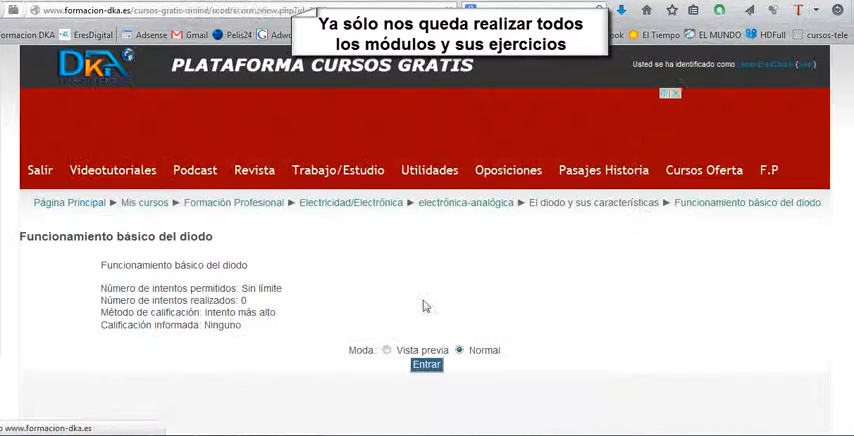 www.formacion-dka.es/cursos-gratis-online/mod/scorm/view.php?id
Ya sólo nos queda realizar todos
los módulos y sus ejercicios
Formacion DKA
EresDigital
Adsense
Gmail
Pelis24
El Tiempo
EL MUNDO
HDFull
cursos-tele
DKA
PLATAFORMA CURSOS GRATIS
Usted se ha identificado como
Salir Videotutoriales Podcast Revista Trabajo/Estudio Utilidades Oposiciones Pasajes Historia Cursos Oferta F.P
Página Principal ► Mis cursos ► Formación Profesional ► Electricidad/Electrónica ► electrónica-analógica ► El diodo y sus características ► Funcionamiento básico del diodo
Funcionamiento básico del diodo
Funcionamiento básico del diodo
Número de intentos permitidos: Sin límite
Número de intentos realizados: 0
Método de calificación: Intento más alto
Calificación informada: Ninguno
Moda: Vista previa Normal
Entrar
www.formacion-dka.es